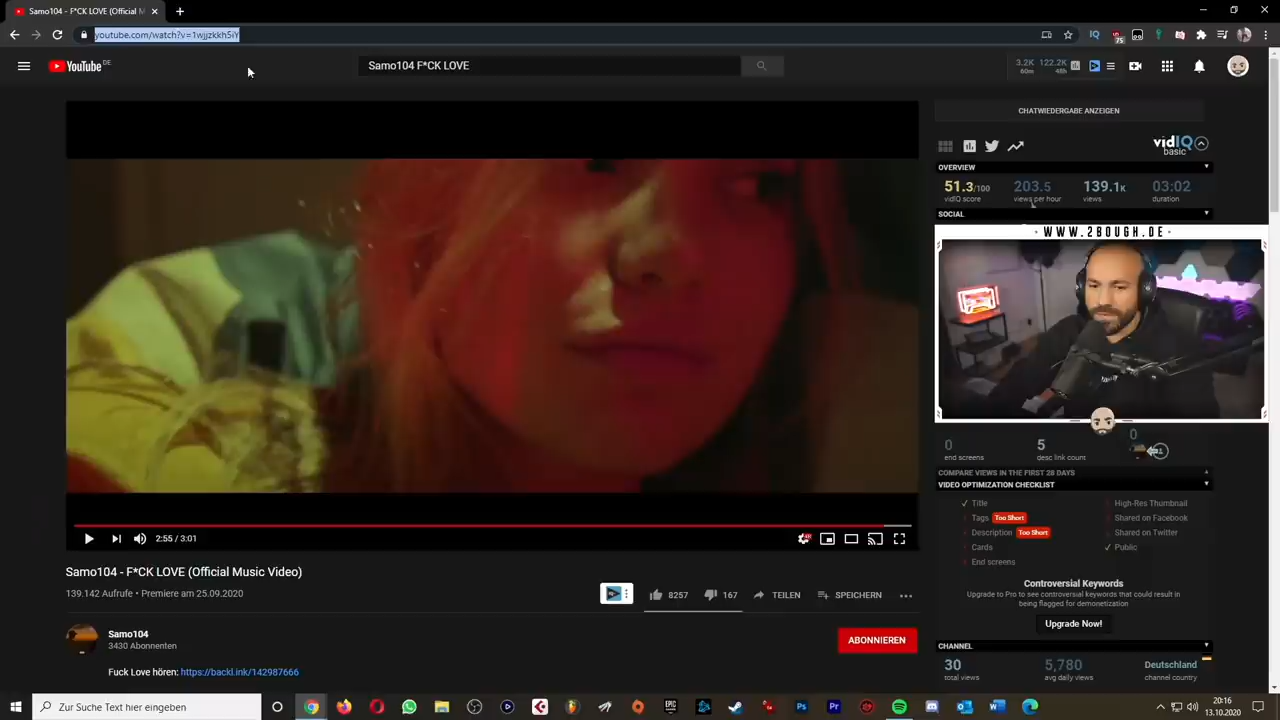 Samo104 - F*CK LOVE (Official M
youtube.com/watch?v=1wjjzkkh5iY
75
YouTube DE
Samo104 F*CK LOVE
3.2K 122.2K
60m 48h
CHATWIEDERGABE ANZEIGEN
vidIQ
basic
OVERVIEW
51.3/100 203.5 139.1K 03:02
vidIQ score views per hour views duration
SOCIAL
· WWW.2BOUGH.DE ·
0 5 0
end screens desc link count
COMPARE VIEWS IN THE FIRST 28 DAYS
VIDEO OPTIMIZATION CHECKLIST
Title High-Res Thumbnail
Tags Too Short Shared on Facebook
Description Too Short Shared on Twitter
Cards Public
End screens
Controversial Keywords
Upgrade to Pro to see controversial keywords that could result in
being flagged for demonetization
Upgrade Now!
CHANNEL
30 5,780 Deutschland
total views avg daily views channel country
2:55 / 3:01
Samo104 - F*CK LOVE (Official Music Video)
139.142 Aufrufe • Premiere am 25.09.2020
8257 167 TEILEN SPEICHERN
Samo104
3430 Abonnenten
ABONNIEREN
Fuck Love hören: https://backl.ink/142987666
Zur Suche Text hier eingeben
20:16
13.10.2020